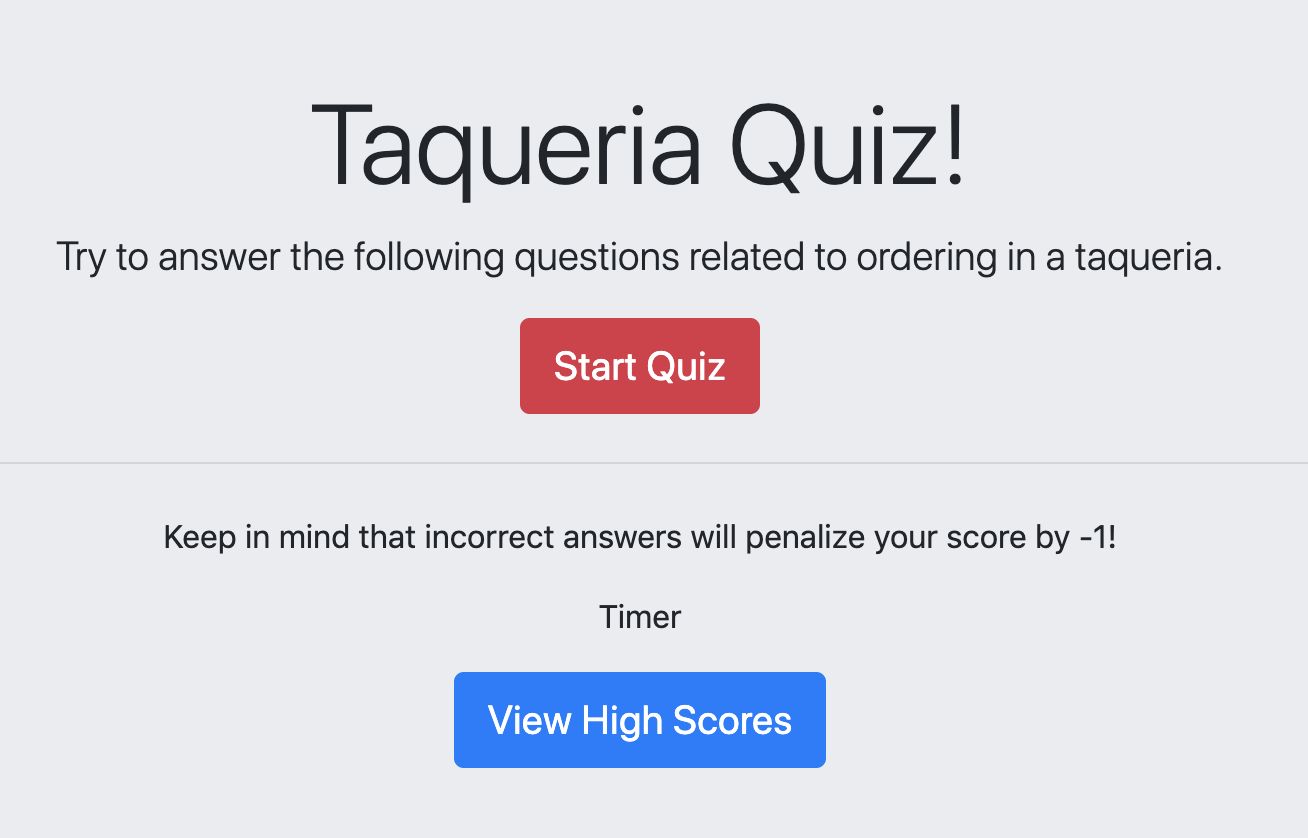 Taqueria Quiz!
Try to answer the following questions related to ordering in a taqueria.
Start Quiz
Keep in mind that incorrect answers will penalize your score by -1!
Timer
View High Scores